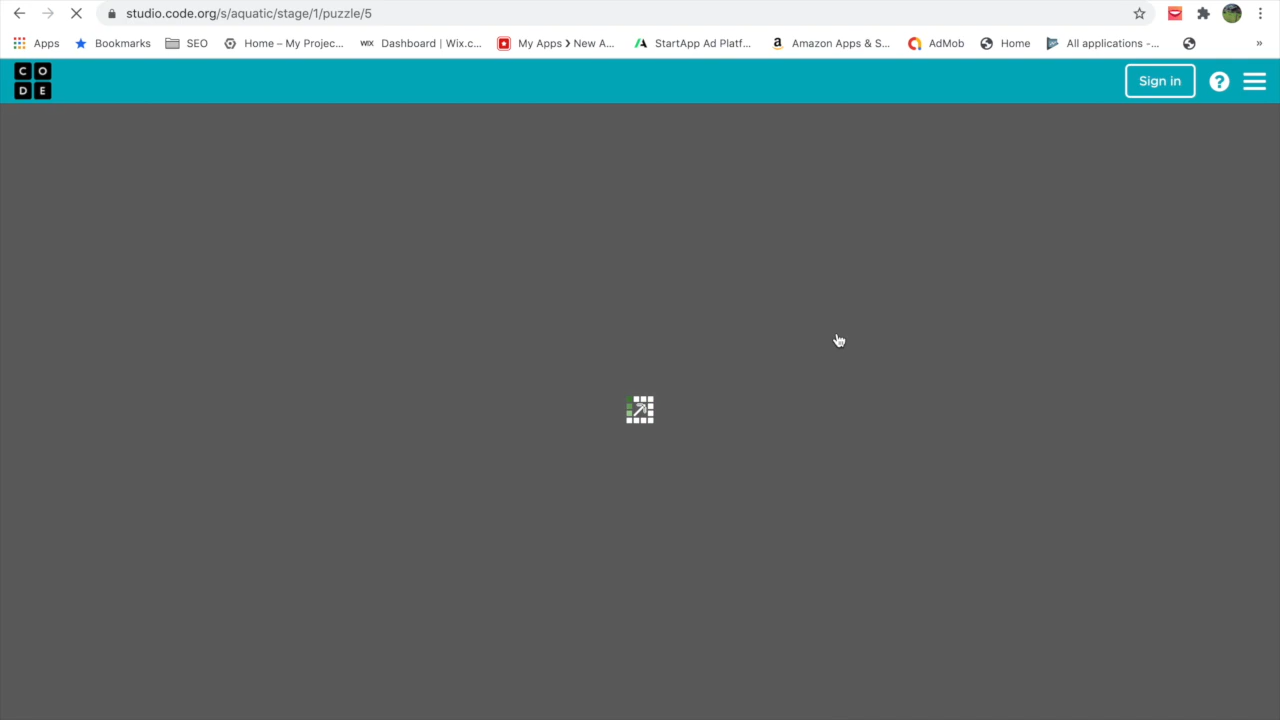 studio.code.org/s/aquatic/stage/1/puzzle/5
Apps Bookmarks SEO Home – My Projec... WIX Dashboard | Wix.c... My Apps > New A... StartApp Ad Platf... Amazon Apps & S... AdMob Home All applications -... »
C O
D E
Sign in ?